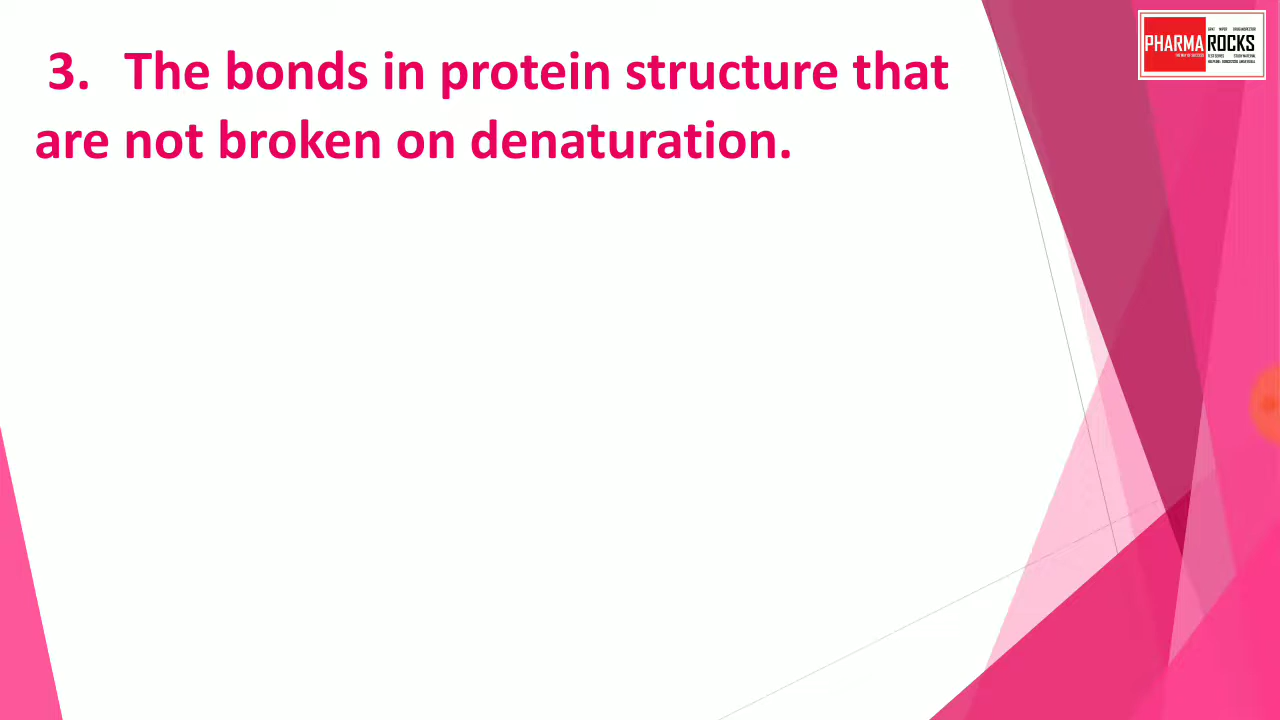 3. The bonds in protein structure that
are not broken on denaturation.
PHARMA ROCKS